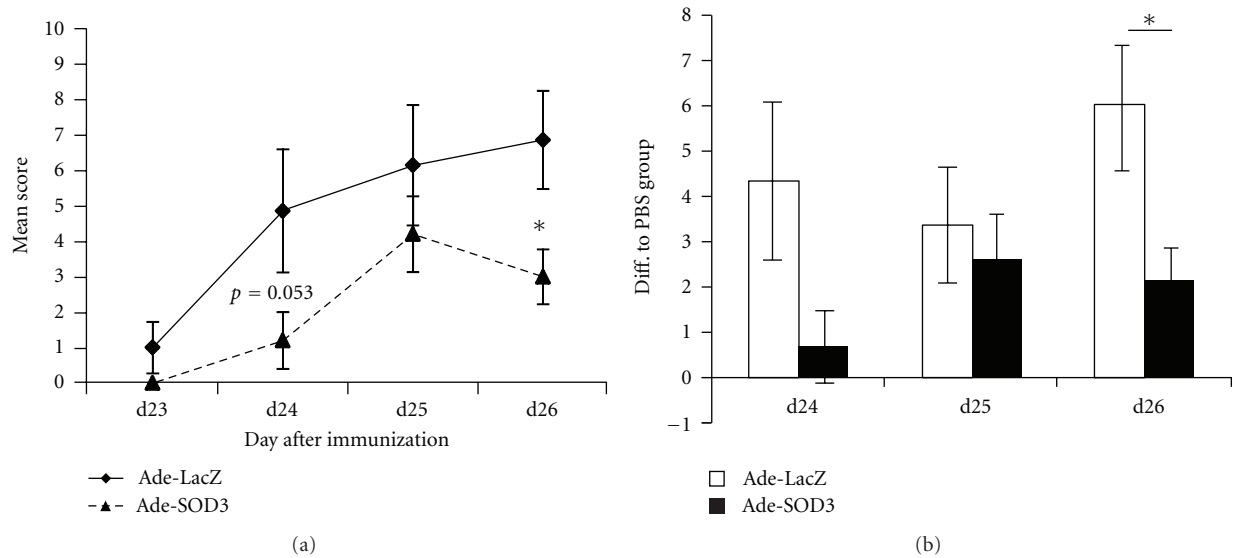 10
9
8
7
6
5
4
3
2
1
0
Mean score
p = 0.053
*
d23 d24 d25 d26
Day after immunization
Ade-LacZ
Ade-SOD3
(a)
8
7
6
5
4
3
2
1
0
−1
Diff. to PBS group
*
d24 d25 d26
Ade-LacZ
Ade-SOD3
(b)